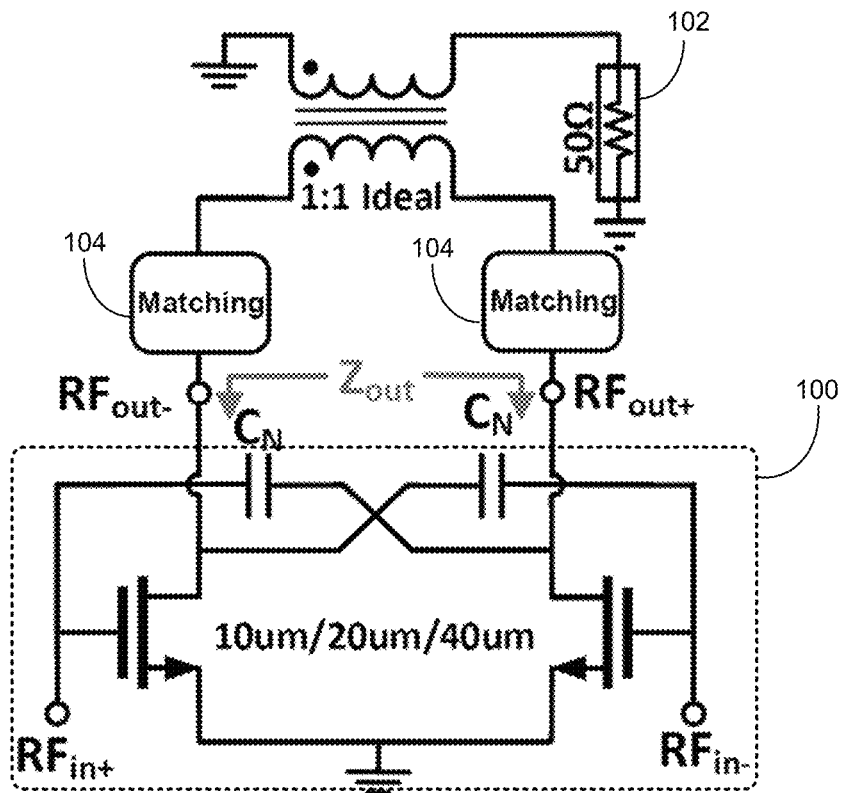 102
50Ω
1:1 Ideal
104
Matching
104
Matching
RFout-
Zout
RFout+
CN
CN
100
10um/20um/40um
RFin+
RFin-